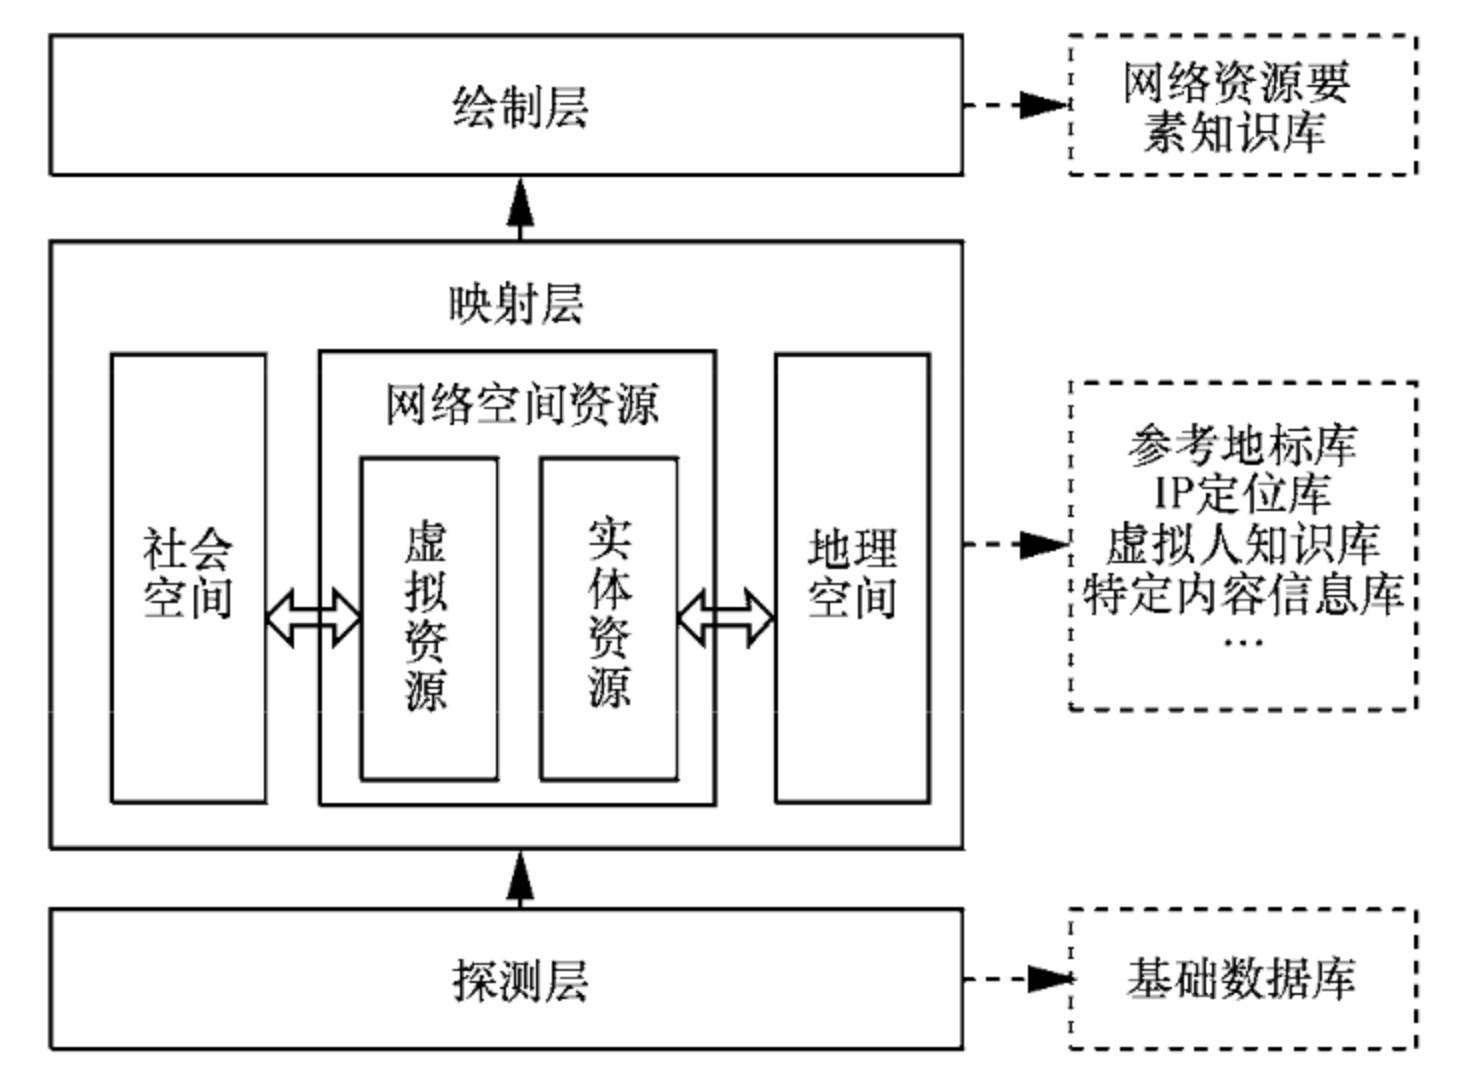 绘制层
网络资源要
素知识库
映射层
社会
空间
网络空间资源
虚拟资源
实体资源
地理
空间
参考地标库
IP定位库
虚拟人知识库
特定内容信息库
…
探测层
基础数据库